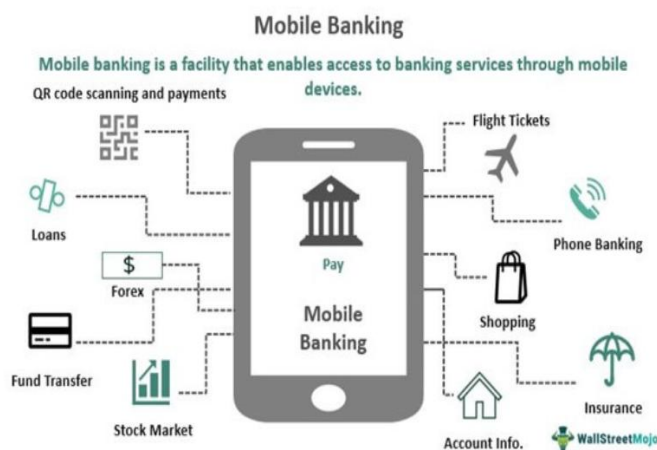 Mobile Banking
Mobile banking is a facility that enables access to banking services through mobile
devices.
QR code scanning and payments
Flight Tickets
Loans
Phone Banking
$
Forex
Pay
Mobile
Banking
Shopping
Fund Transfer
Stock Market
Account Info.
Insurance
WallStreetMojo